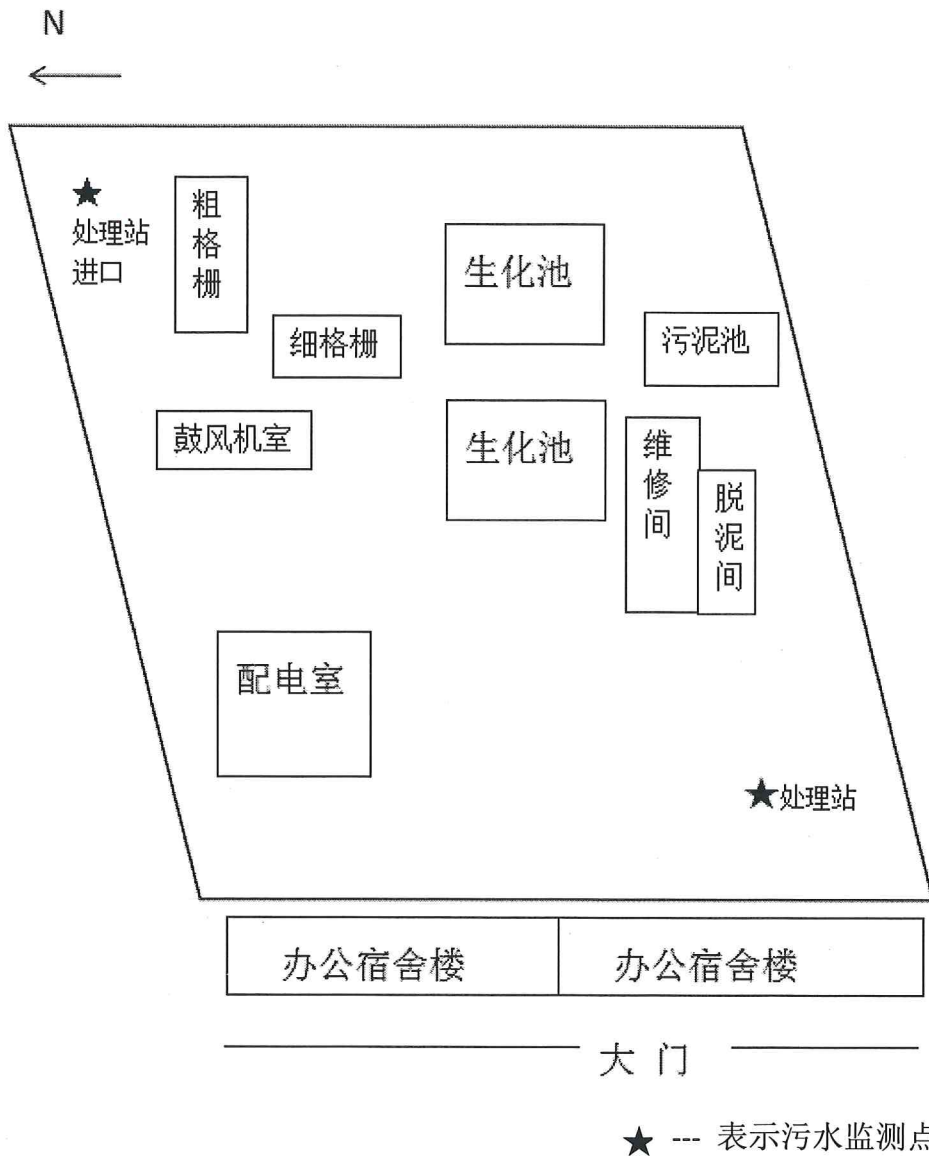 N
处理站
进口
粗格栅
生化池
细格栅
污泥池
鼓风机室
生化池
维修间
脱泥间
配电室
★处理站
办公宿舍楼
办公宿舍楼
大 门
★ --- 表示污水监测点